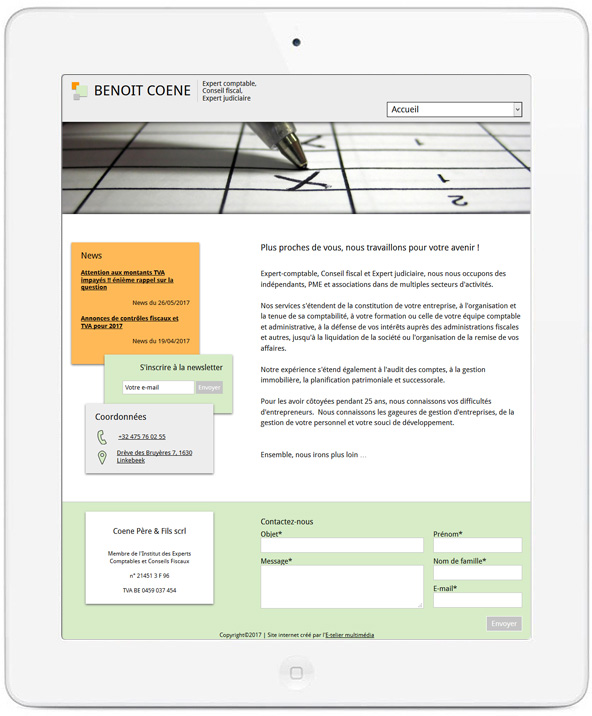 BENOIT COENE
Expert comptable,
Conseil fiscal,
Expert judiciaire
Accueil
X
1
2
News
Attention aux montants TVA
impayés !! énième rappel sur la
question
News du 26/05/2017
Annonces de contrôles fiscaux et
TVA pour 2017
News du 19/04/2017
S'inscrire à la newsletter
Votre e-mail
Envoyer
Coordonnées
+32 475 76 02 55
Drève des Bruyères 7, 1630
Linkebeek
Plus proches de vous, nous travaillons pour votre avenir !
Expert-comptable, Conseil fiscal et Expert judiciaire, nous nous occupons des
indépendants, PME et associations dans de multiples secteurs d'activités.
Nos services s'étendent de la constitution de votre entreprise, à l'organisation et
la tenue de sa comptabilité, à votre formation ou celle de votre équipe comptable
et administrative, à la défense de vos intérêts auprès des administrations fiscales
et autres, jusqu'à la liquidation de la société ou l'organisation de la remise de vos
affaires.
Notre expérience s'étend également à l'audit des comptes, à la gestion
immobilière, la planification patrimoniale et successorale.
Pour les avoir côtoyées pendant 25 ans, nous connaissons vos difficultés
d'entrepreneurs. Nous connaissons les gageures de gestion d'entreprises, de la
gestion de votre personnel et votre souci de développement.
Ensemble, nous irons plus loin ...
Coene Père & Fils scrl
Membre de l'Institut des Experts
Comptables et Conseils Fiscaux
n° 21451 3 F 96
TVA BE 0459 037 454
Contactez-nous
Objet*
Message*
Prénom*
Nom de famille*
E-mail*
Envoyer
Copyright©2017 | Site internet créé par l'E-telier multimédia